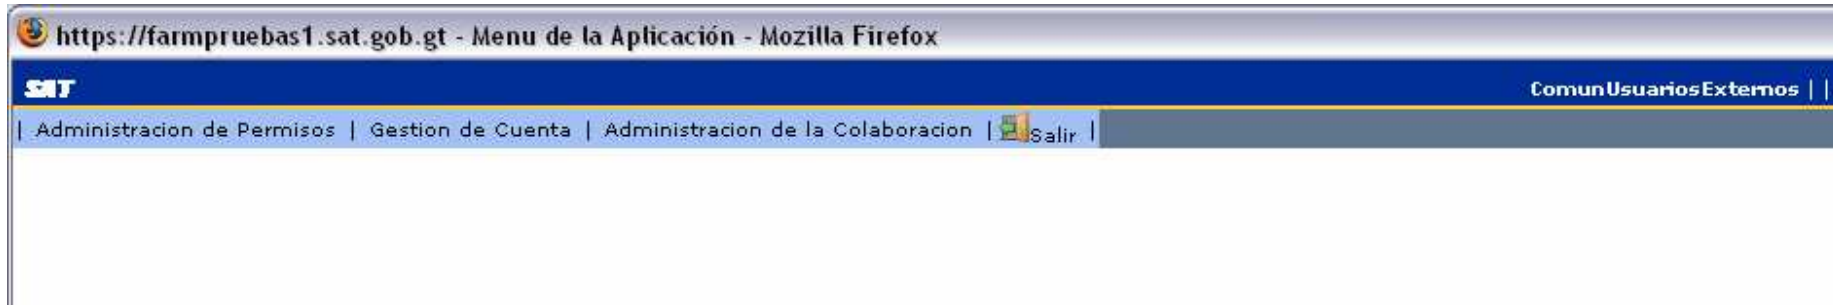 https://farmpruebas1.sat.gob.gt - Menu de la Aplicación - Mozilla Firefox
SAT ComunUsuariosExternos | |
| Administracion de Permisos | Gestion de Cuenta | Administracion de la Colaboracion | Salir |